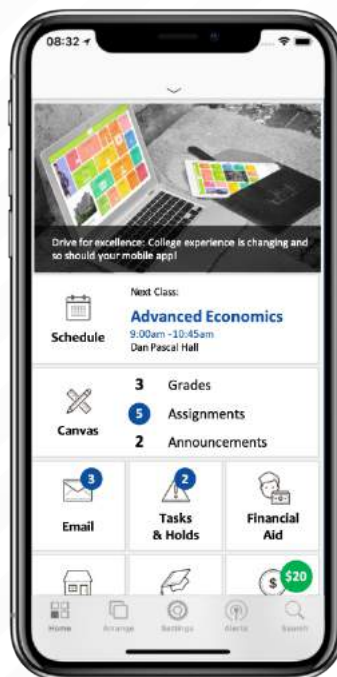 08:32
Drive for excellence: College experience is changing and
so should your mobile app!
Schedule
Next Class:
Advanced Economics
9:00am -10:45am
Dan Pascal Hall
Canvas
3 Grades
5 Assignments
2 Announcements
3
Email
2
Tasks
& Holds
Financial
Aid
$
$20
Home
Arrange
Settings
Alerts
Search